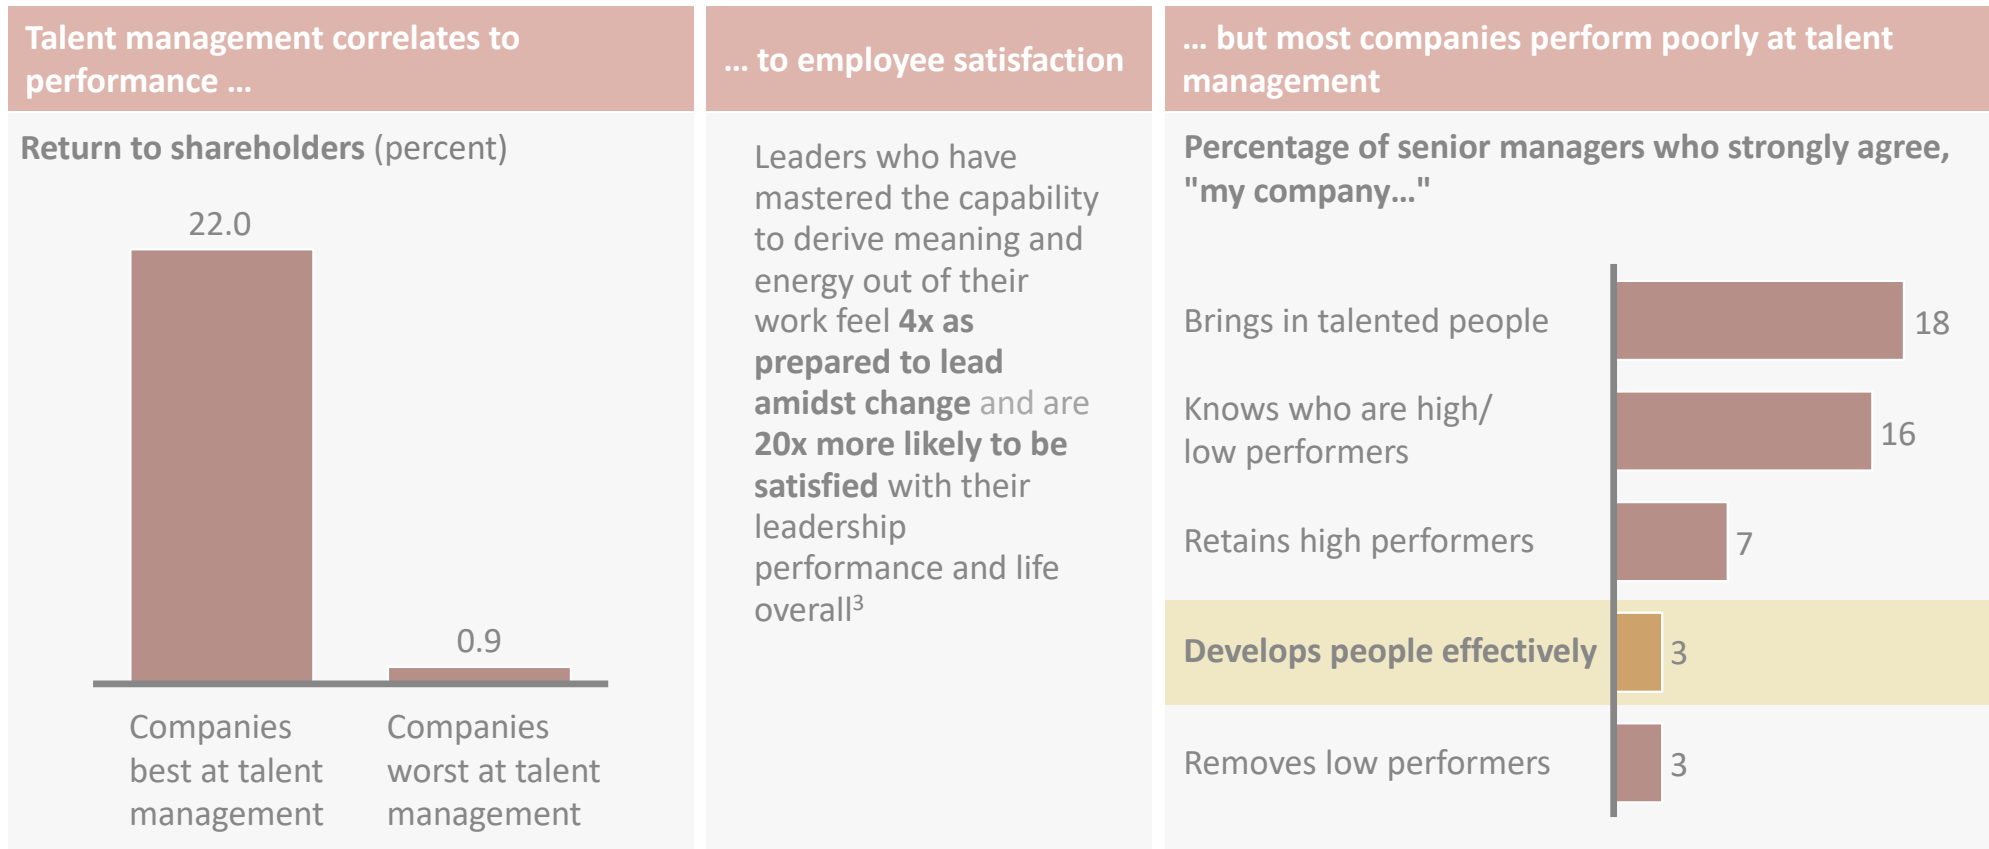 Talent management correlates to
performance …
Return to shareholders (percent)
22.0
0.9
Companies
best at talent
management
Companies
worst at talent
management
… to employee satisfaction
Leaders who have
mastered the capability
to derive meaning and
energy out of their
work feel 4x as
prepared to lead
amidst change and are
20x more likely to be
satisfied with their
leadership
performance and life
overall³
… but most companies perform poorly at talent
management
Percentage of senior managers who strongly agree,
"my company…"
Brings in talented people
18
Knows who are high/
low performers
16
Retains high performers
7
Develops people effectively
3
Removes low performers
3